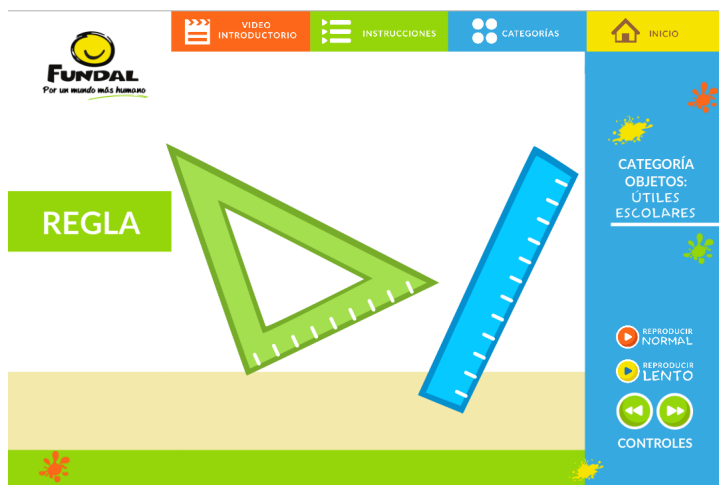 VIDEO
INTRODUCTORIO
INSTRUCCIONES
CATEGORÍAS
INICIO
FUNDAL
Por un mundo más humano
REGLA
CATEGORÍA
OBJETOS:
ÚTILES
ESCOLARES
REPRODUCIR
NORMAL
REPRODUCIR
LENTO
CONTROLES